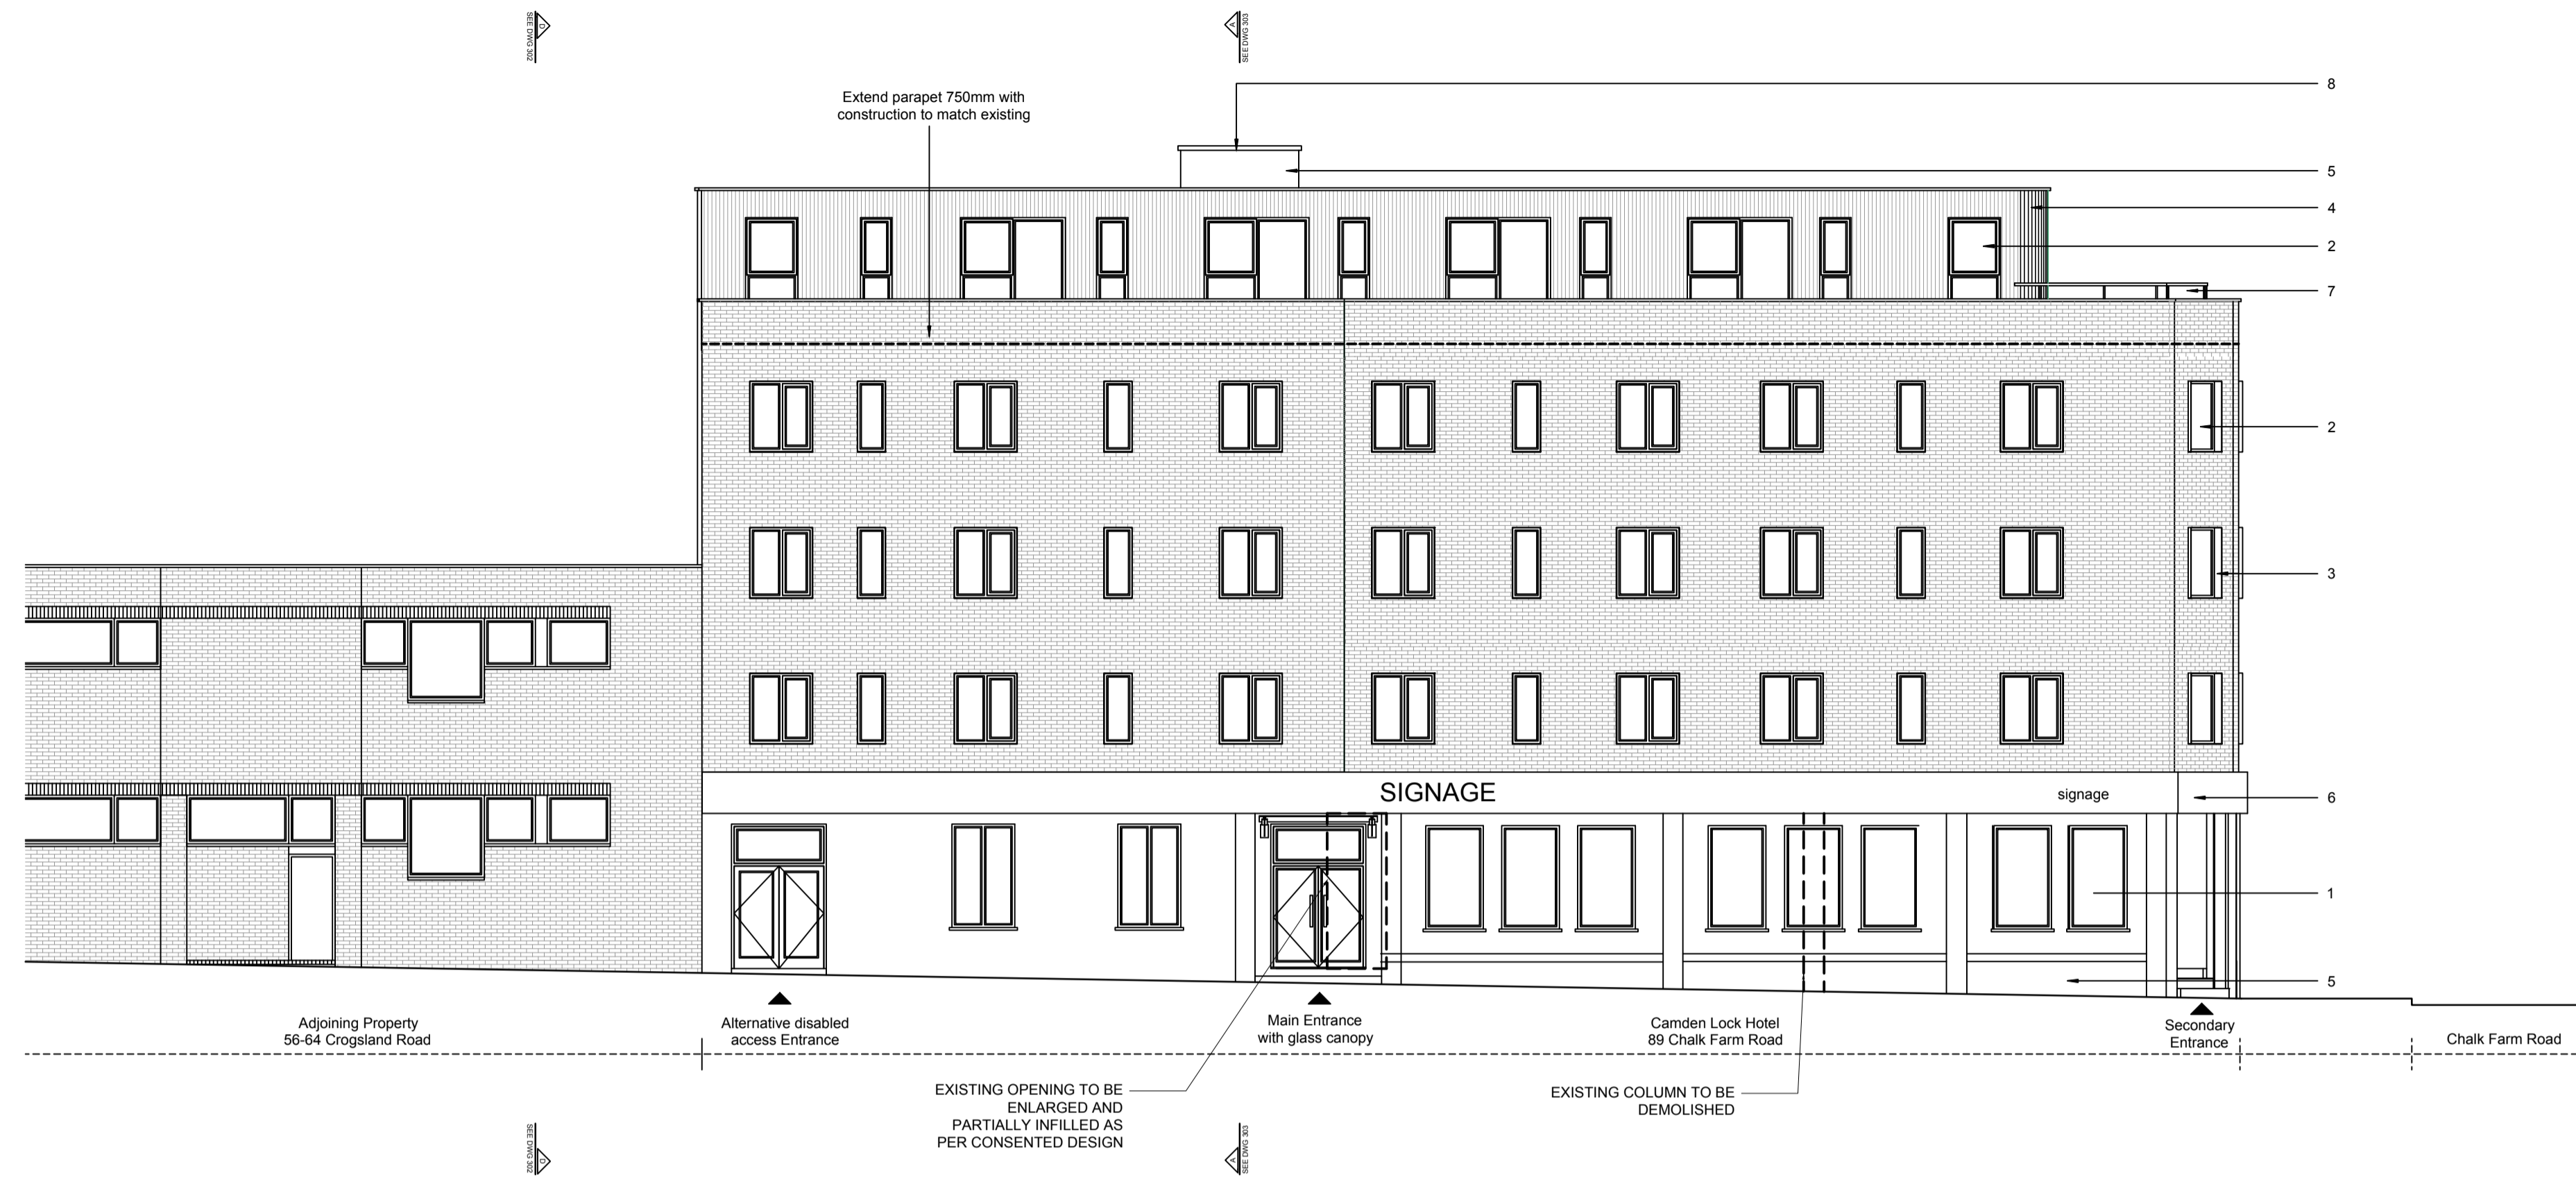 D
SEE DWG 302
A
SEE DWG 303
8
Extend parapet 750mm with
construction to match existing
5
4
2
7
2
3
SIGNAGE
signage
6
1
5
Adjoining Property
56-64 Crogsland Road
Alternative disabled
access Entrance
Main Entrance
with glass canopy
Camden Lock Hotel
89 Chalk Farm Road
Secondary
Entrance
Chalk Farm Road
EXISTING OPENING TO BE
ENLARGED AND
PARTIALLY INFILLED AS
PER CONSENTED DESIGN
EXISTING COLUMN TO BE
DEMOLISHED
D
SEE DWG 302
A
SEE DWG 303